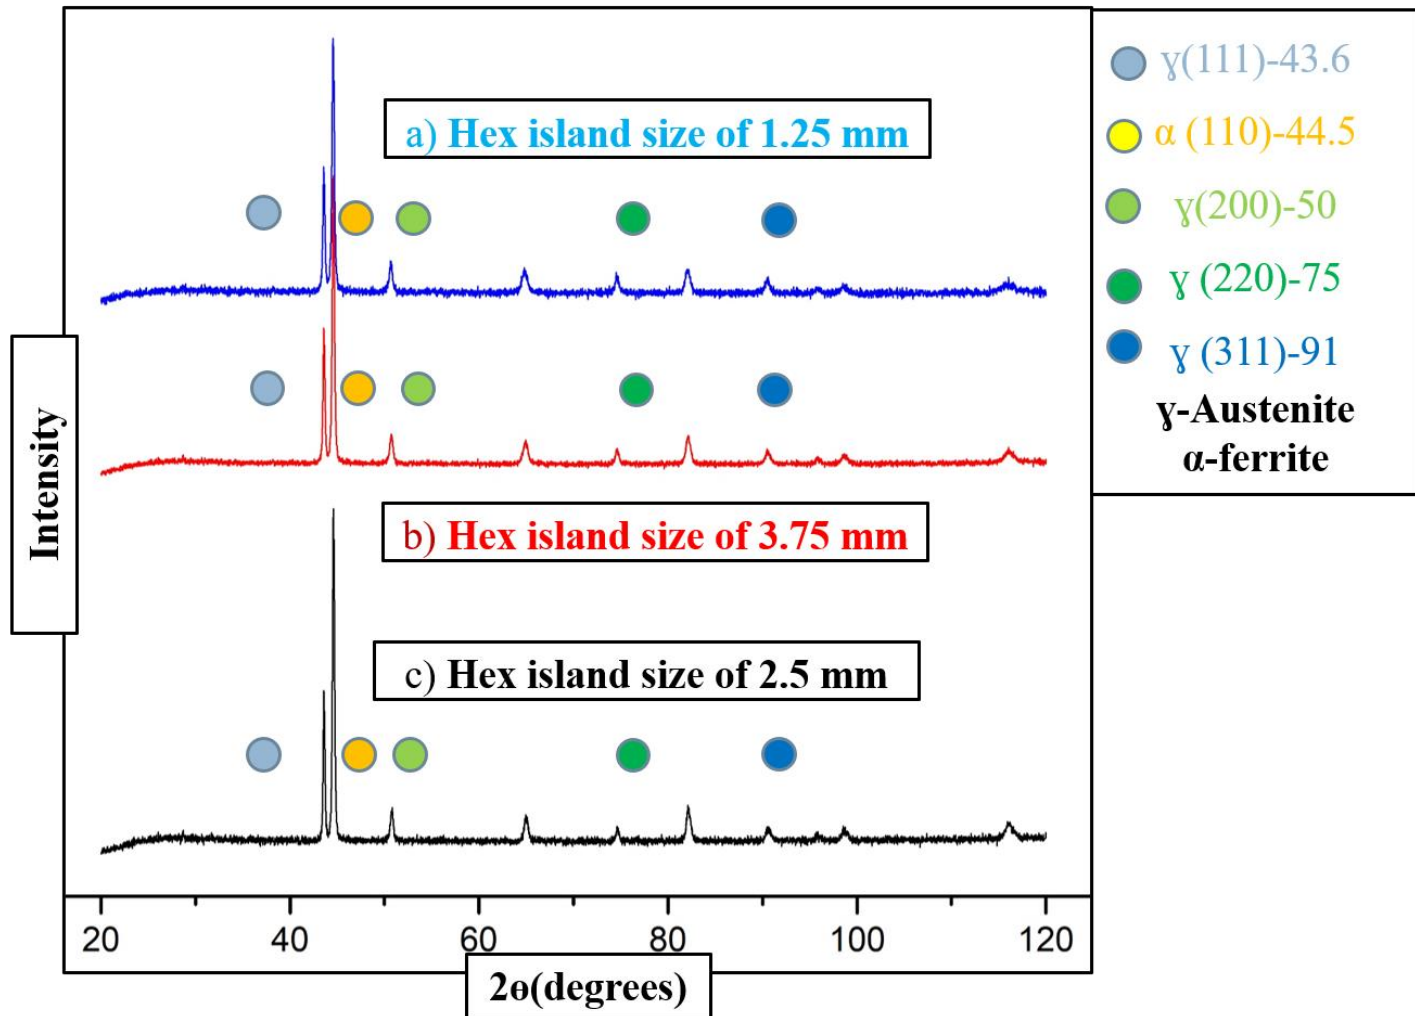 a) Hex island size of 1.25 mm
b) Hex island size of 3.75 mm
c) Hex island size of 2.5 mm
Intensity
20 40 60 80 100 120
2ɵ(degrees)
ɣ(111)-43.6
α (110)-44.5
ɣ(200)-50
ɣ (220)-75
ɣ (311)-91
ɣ-Austenite
α-ferrite